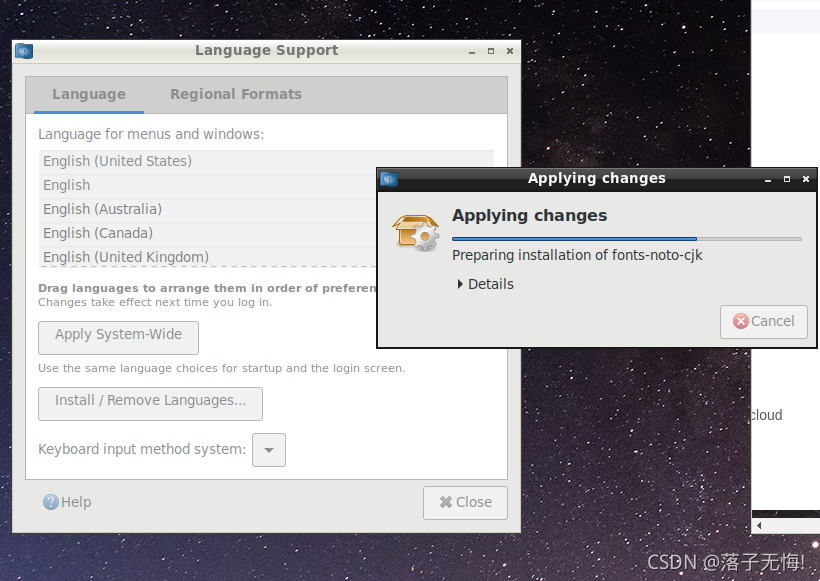 Language Support
Language
Regional Formats
Language for menus and windows:
English (United States)
English
English (Australia)
English (Canada)
English (United Kingdom)
Drag languages to arrange them in order of preferen
Changes take effect next time you log in.
Apply System-Wide
Use the same language choices for startup and the login screen.
Install / Remove Languages...
Keyboard input method system:
Help
Close
Applying changes
Applying changes
Preparing installation of fonts-noto-cjk
Details
Cancel
cloud
CSDN @落子无悔!